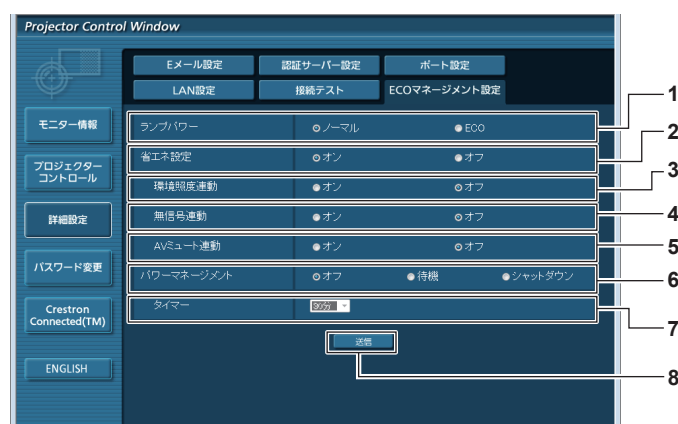 Projector Control Window
Eメール設定 認証サーバー設定 ポート設定
LAN設定 接続テスト ECOマネージメント設定
モニター情報
プロジェクター
コントロール
詳細設定
パスワード変更
Crestron
Connected(TM)
ENGLISH
ランプパワー ノーマル ECO 1
省エネ設定 オン オフ 2
環境照度連動 オン オフ 3
無信号連動 オン オフ 4
AVミュート連動 オン オフ 5
パワーマネージメント オフ 待機 シャットダウン 6
タイマー 7
送信 8